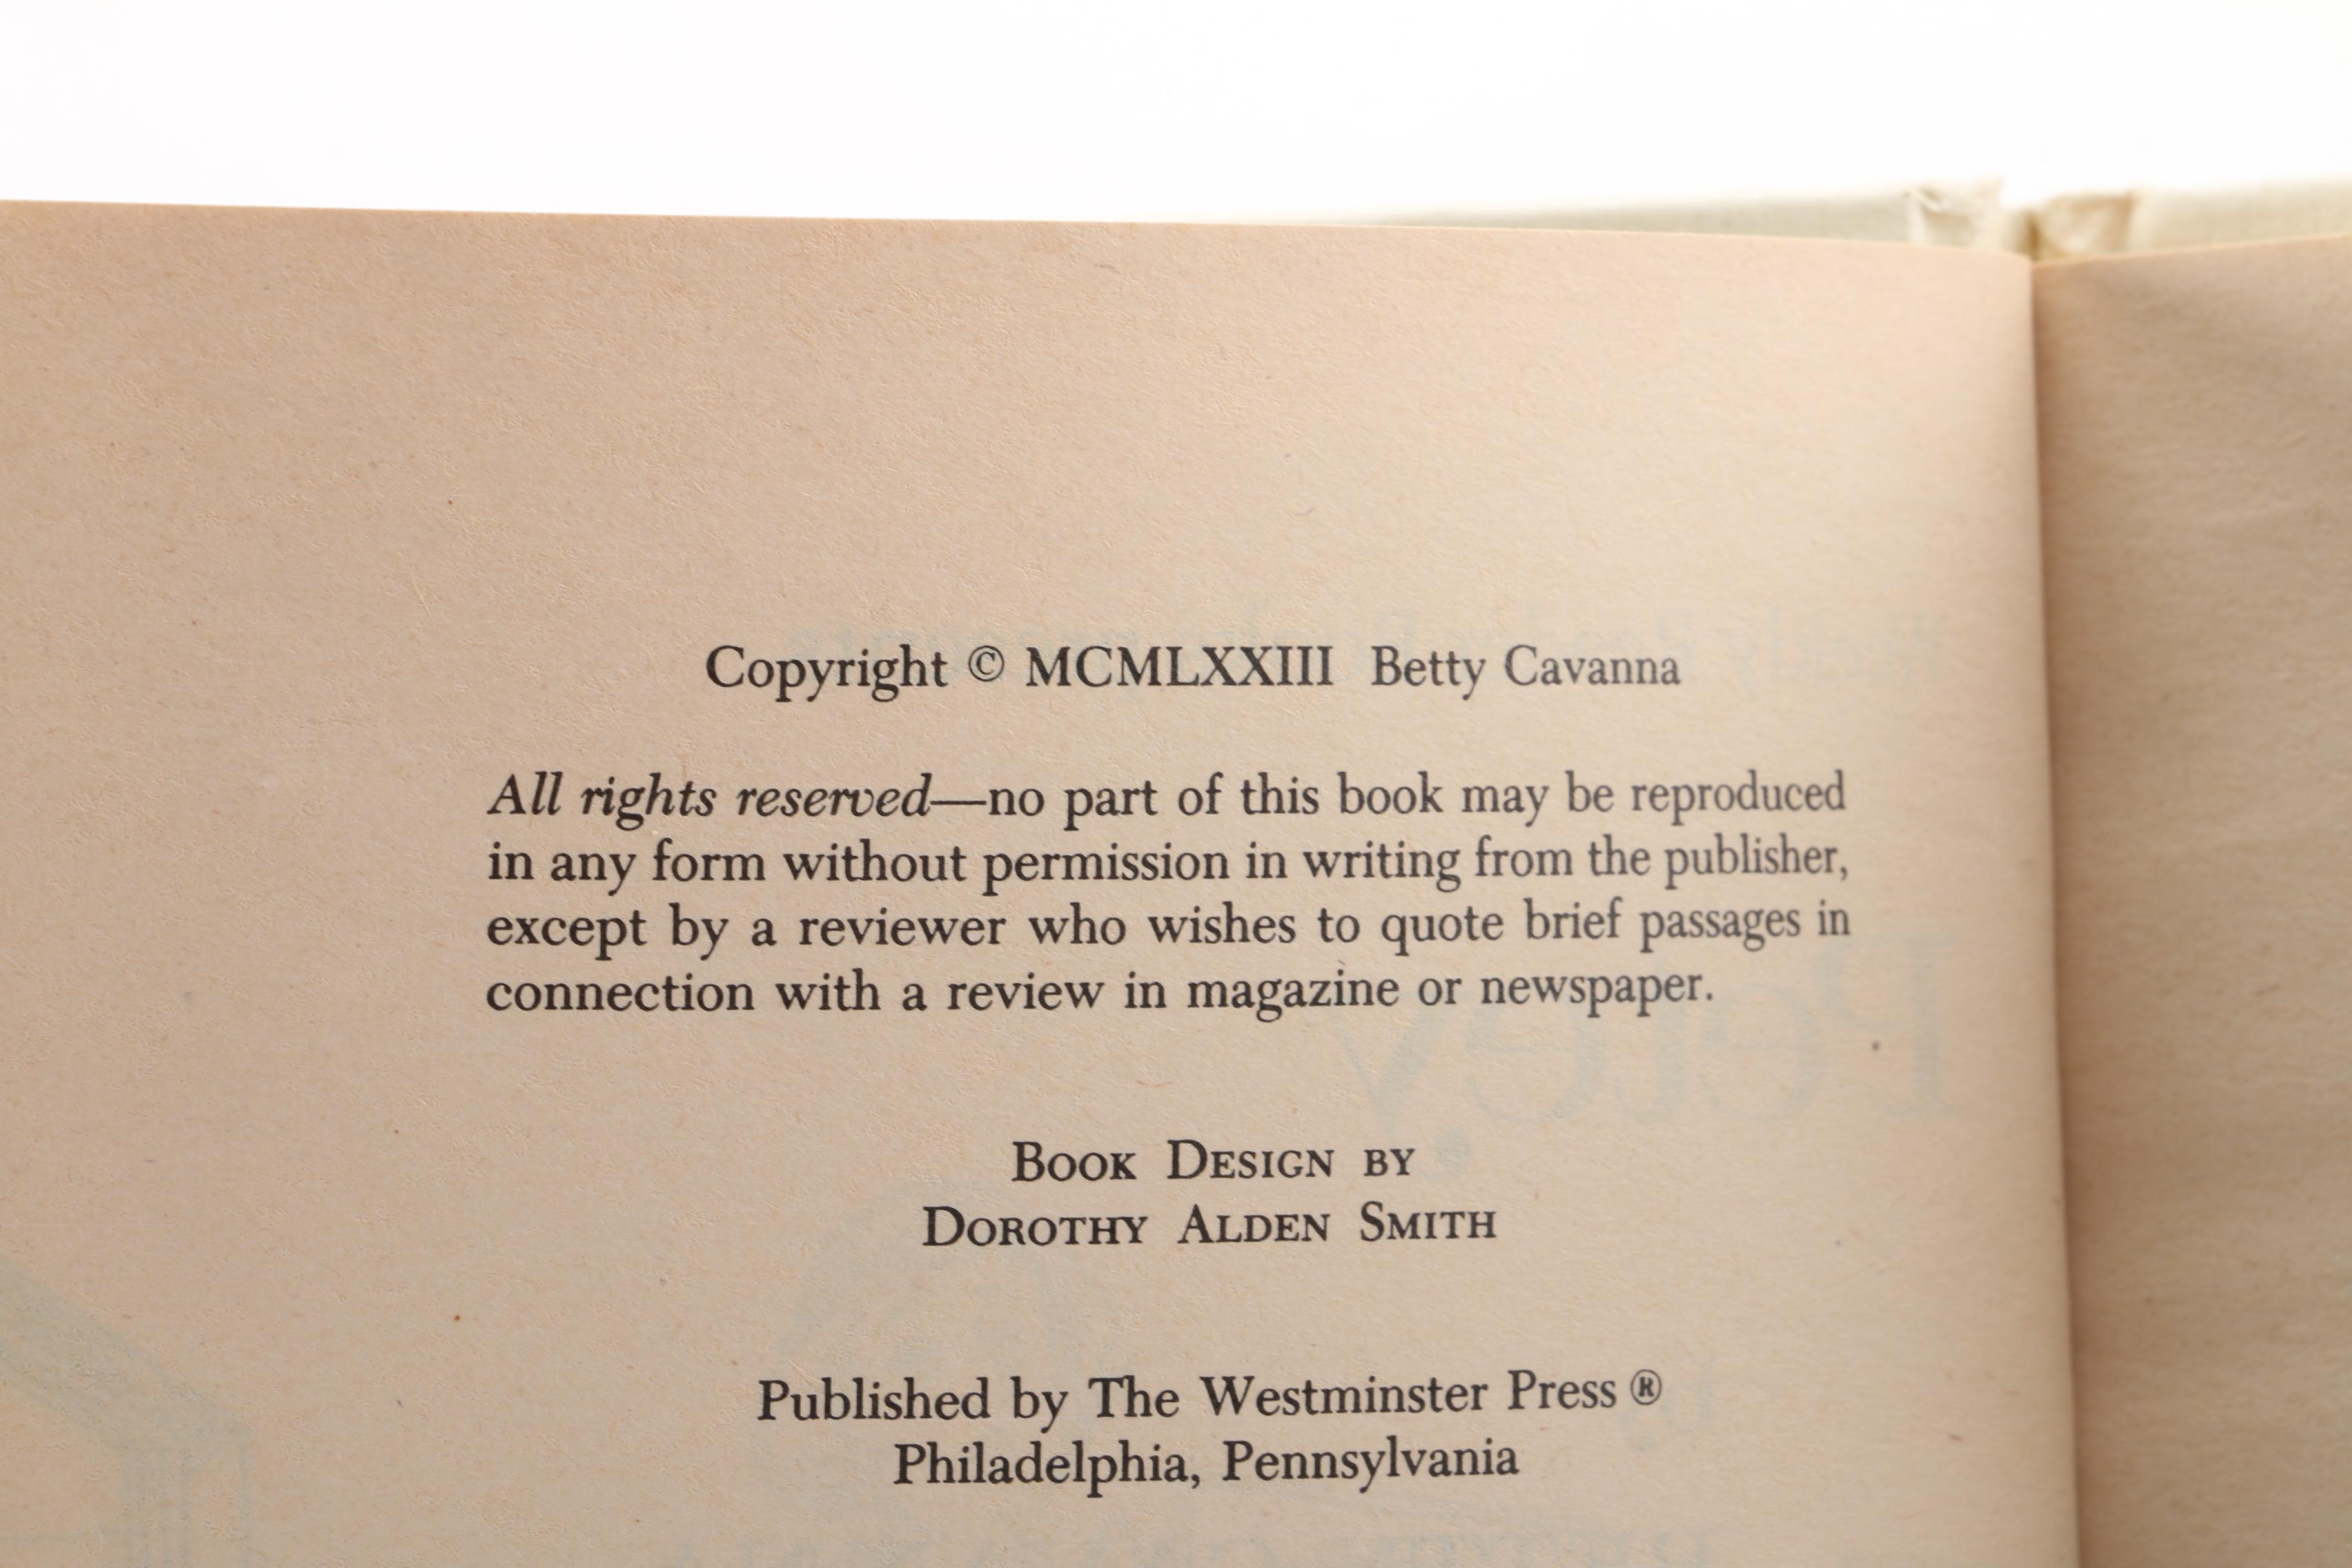 Copyright © MCMLXXIII Betty Cavanna
All rights reserved—no part of this book may be reproduced
in any form without permission in writing from the publisher,
except by a reviewer who wishes to quote brief passages in
connection with a review in magazine or newspaper.
BOOK DESIGN BY
DOROTHY ALDEN SMITH
Published by The Westminster Press ®
Philadelphia, Pennsylvania